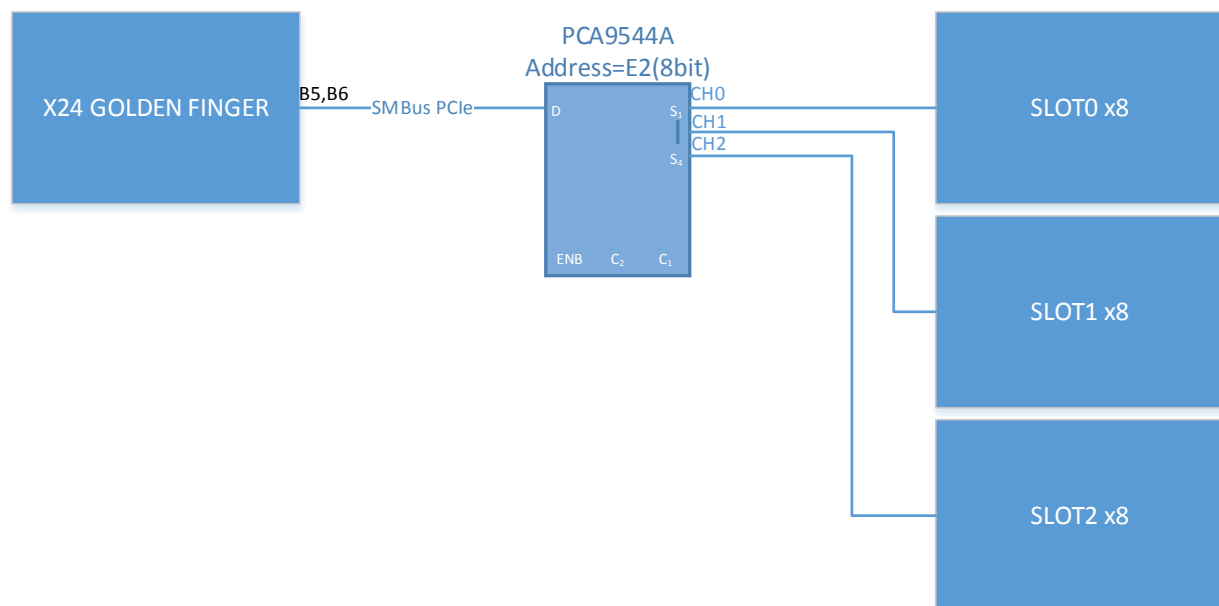 PCA9544A
Address=E2(8bit)
X24 GOLDEN FINGER
B5,B6
SMBus PCIe
D
S₁
S₄
ENB
C₂
C₁
CH0
CH1
CH2
SLOT0 x8
SLOT1 x8
SLOT2 x8